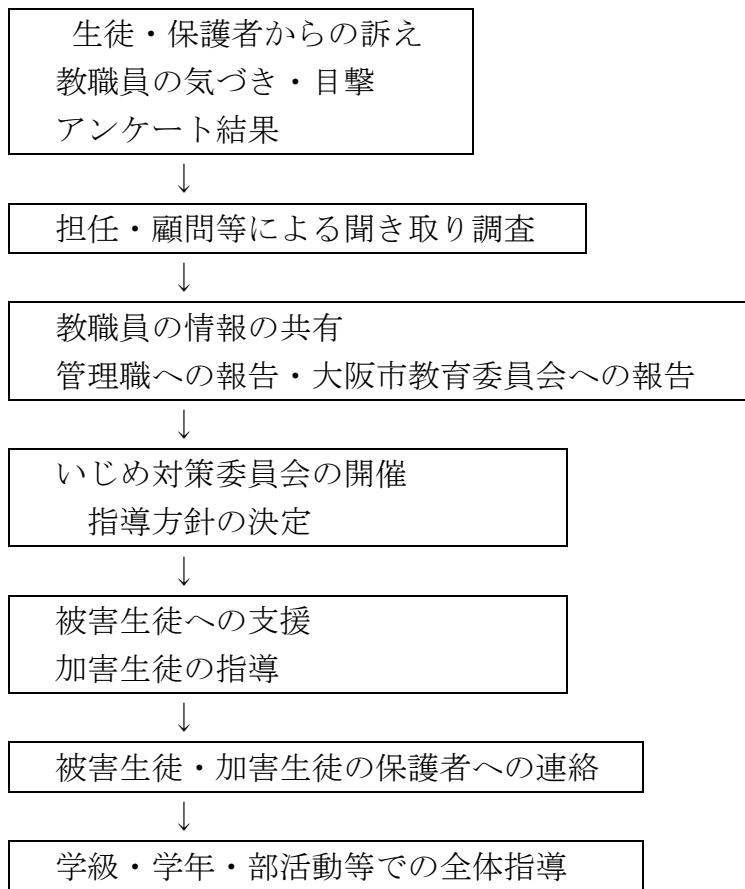 生徒・保護者からの訴え
教職員の気づき・目撃
アンケート結果
↓
担任・顧問等による聞き取り調査
↓
教職員の情報の共有
管理職への報告・大阪市教育委員会への報告
↓
いじめ対策委員会の開催
指導方針の決定
↓
被害生徒への支援
加害生徒の指導
↓
被害生徒・加害生徒の保護者への連絡
↓
学級・学年・部活動等での全体指導